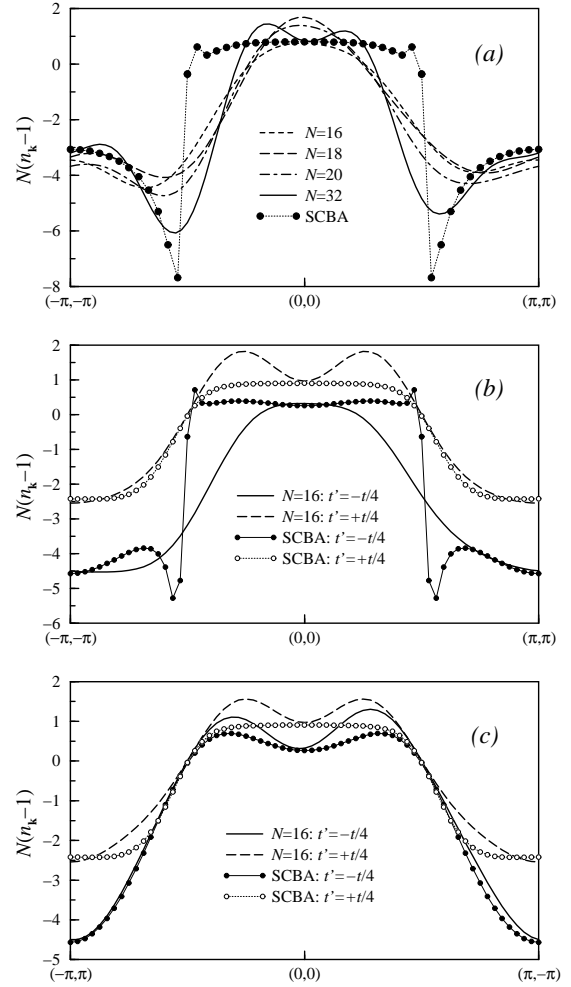 2
0
−2
−4
−6
−8
N(n_k−1)
(a)
N=16
N=18
N=20
N=32
SCBA
(−π,−π)
(0,0)
(π,π)
2
1
0
−1
−2
−3
−4
−5
−6
N(n_k−1)
(b)
N=16: t'=−t/4
N=16: t'=+t/4
SCBA: t'=−t/4
SCBA: t'=+t/4
(−π,−π)
(0,0)
(π,π)
2
1
0
−1
−2
−3
−4
−5
N(n_k−1)
(c)
N=16: t'=−t/4
N=16: t'=+t/4
SCBA: t'=−t/4
SCBA: t'=+t/4
(−π,π)
(0,0)
(π,−π)